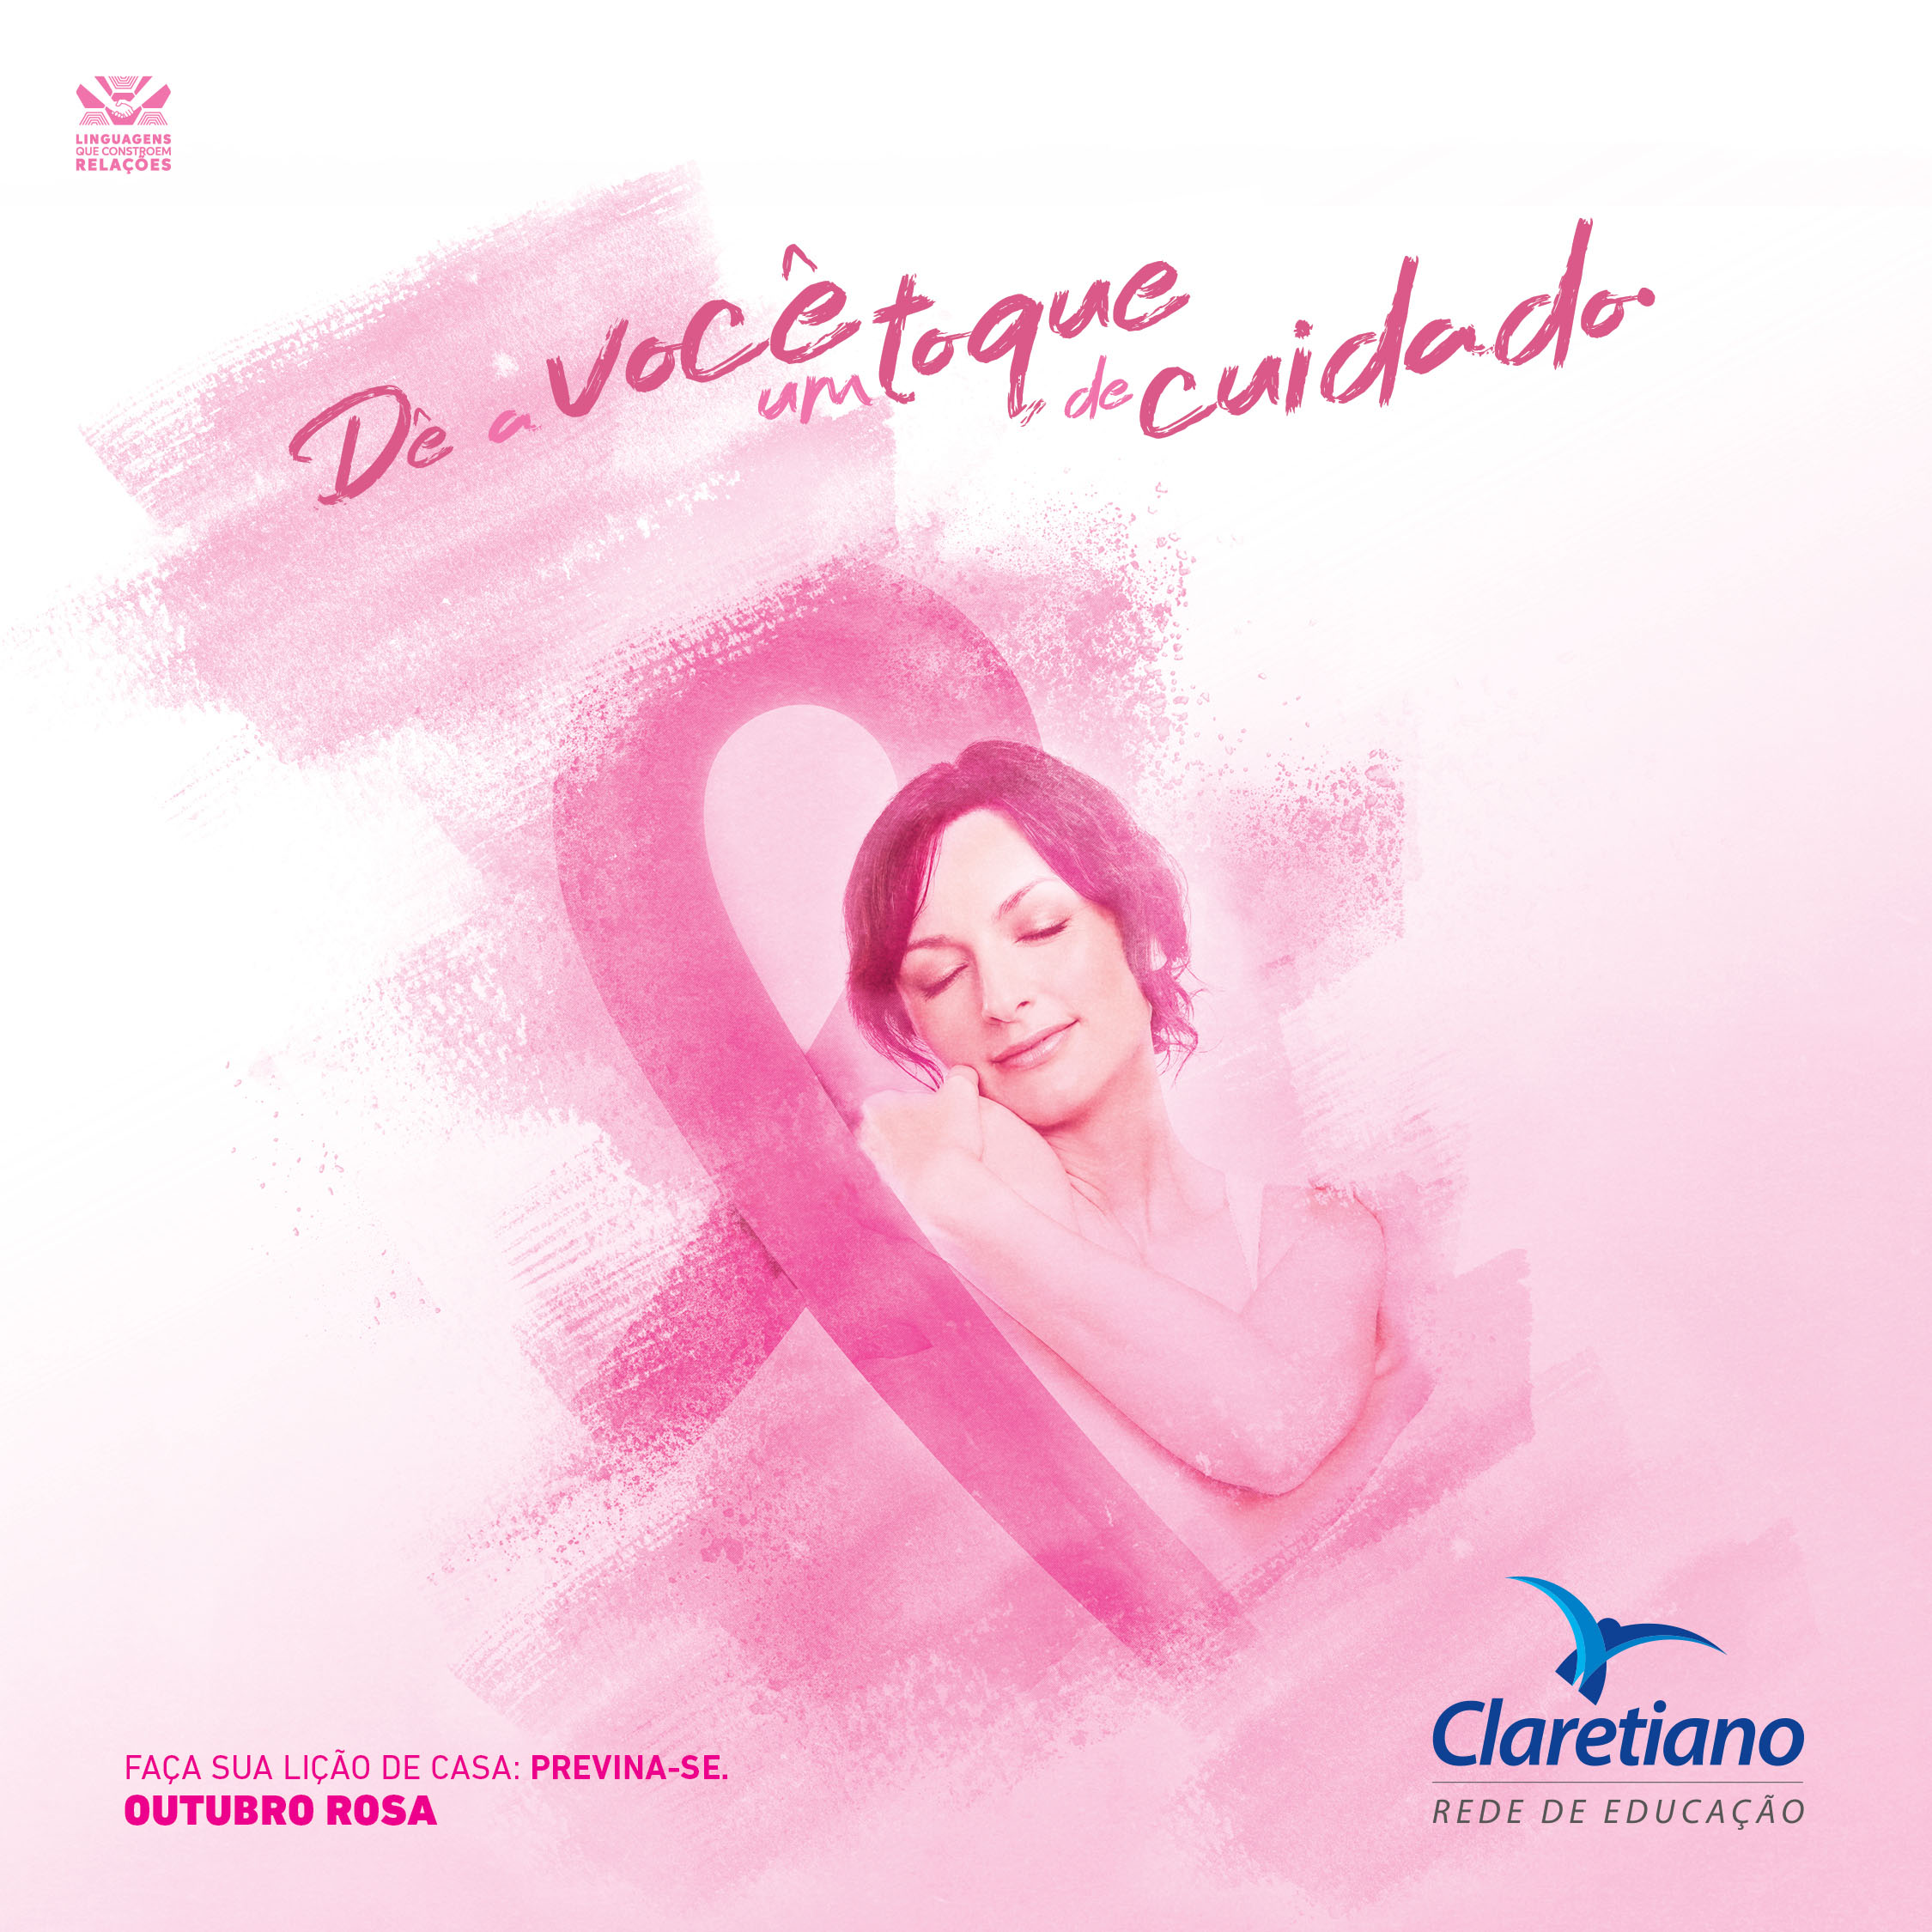 LINGUAGENS
QUE CONSTROEM
RELAÇÕES
Dê a você um toque de cuidado
FAÇA SUA LIÇÃO DE CASA: PREVINA-SE.
OUTUBRO ROSA
Claretiano
REDE DE EDUCAÇÃO